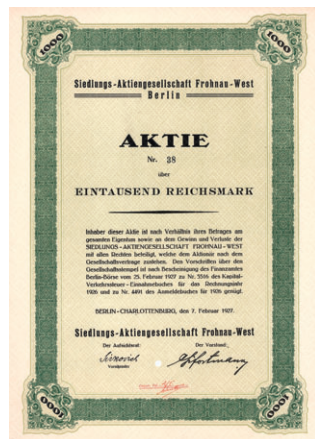 1000 1000
Siedlungs-Aktiengesellschaft Frohnau-West
Berlin
AKTIE
Nr. 38
über
EINTAUSEND REICHSMARK
Inhaber dieser Aktie ist nach Verhältnis ihres Betrages am
gesamten Eigentum sowie an dem Gewinn und Verluste der
SIEDLUNGS - AKTIENGESELLSCHAFT FROHNAU - WEST
mit allen Rechten beteiligt, welche dem Aktionär nach dem
Gesellschaftsvertrage zustehen. Den Vorschriften über den
Gesellschaftsstempel ist nach Bescheinigung des Finanzamtes
Berlin-Börse vom 25. Februar 1927 zu Nr. 5516 des Kapital-
Verkehrssteuer - Einnahmebuches für das Rechnungsjahr
1926 und zu Nr. 4491 des Anmeldebuches für 1926 genügt.
BERLIN - CHARLOTTENBURG, den 7. Februar 1927.
Siedlungs-Aktiengesellschaft Frohnau-West
Der Aufsichtsrat: Der Vorstand:
Vorsitzender
1000 1000